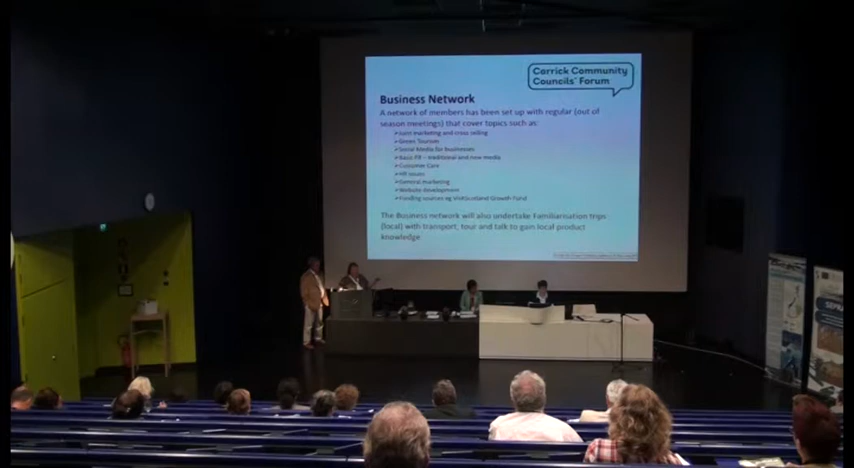 Carrick Community
Councils' Forum
Business Network
A network of members has been set up with regular (out of
season meetings) that cover topics such as:
➢Joint marketing and cross selling
➢Green Tourism
➢Social Media for businesses
➢Basic PR – traditional and new media
➢Customer Care
➢HR issues
➢General marketing
➢Website development
➢Funding sources eg VisitScotland Growth Fund
The Business network will also undertake Familiarisation trips
(local) with transport, tour and talk to gain local product
knowledge